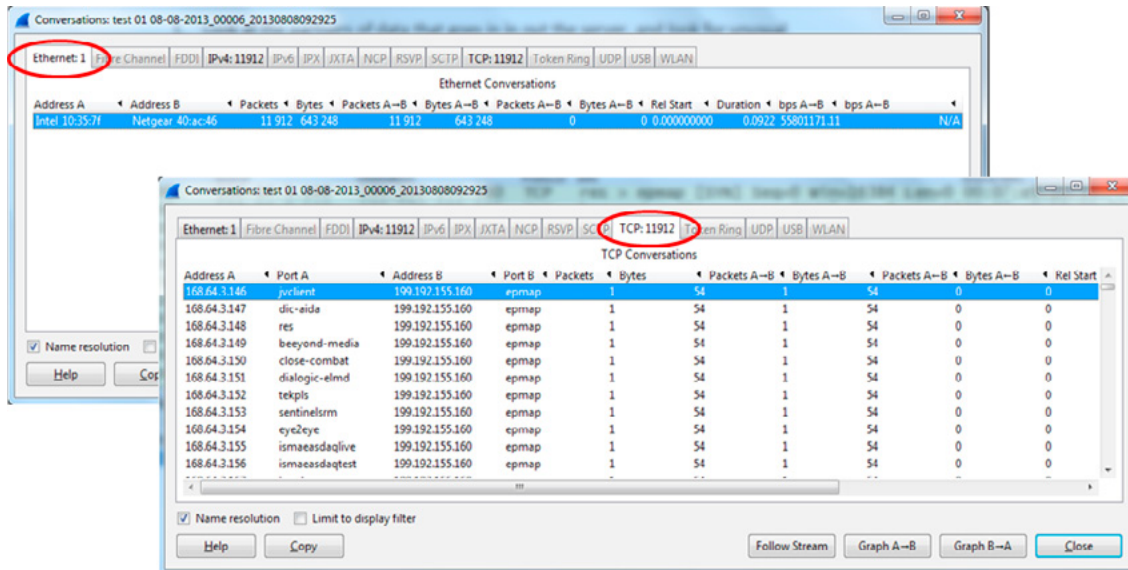 Conversations: test 01 08-08-2013_00006_20130808092925
Ethernet: 1 Fibre Channel FDDI IPv4: 11912 IPv6 IPX JXTA NCP RSVP SCTP TCP: 11912 Token Ring UDP USB WLAN
Ethernet Conversations
Address A Address B Packets Bytes Packets A→B Bytes A→B Packets A←B Bytes A←B Rel Start Duration bps A→B bps A←B
Intel 10:35:7f Netgear 40:ac:46 11 912 643 248 11 912 643 248 0 0 0.000000000 0.0922 55801171.11 N/A
Name resolution
Help
Conversations: test 01 08-08-2013_00006_20130808092925
Ethernet: 1 Fibre Channel FDDI IPv4: 11912 IPv6 IPX JXTA NCP RSVP SCTP TCP: 11912 Token Ring UDP USB WLAN
TCP Conversations
Address A Port A Address B Port B Packets Bytes Packets A→B Bytes A→B Packets A←B Bytes A←B Rel Start
168.64.3.146 jvclient 199.192.155.160 epmap 1 54 1 54 0 0
168.64.3.147 dic-aida 199.192.155.160 epmap 1 54 1 54 0 0
168.64.3.148 res 199.192.155.160 epmap 1 54 1 54 0 0
168.64.3.149 beeyond-media 199.192.155.160 epmap 1 54 1 54 0 0
168.64.3.150 close-combat 199.192.155.160 epmap 1 54 1 54 0 0
168.64.3.151 dialogic-elmd 199.192.155.160 epmap 1 54 1 54 0 0
168.64.3.152 tekpls 199.192.155.160 epmap 1 54 1 54 0 0
168.64.3.153 sentinelsrm 199.192.155.160 epmap 1 54 1 54 0 0
168.64.3.154 eye2eye 199.192.155.160 epmap 1 54 1 54 0 0
168.64.3.155 ismaeasdaqlive 199.192.155.160 epmap 1 54 1 54 0 0
168.64.3.156 ismaeasdaqtest 199.192.155.160 epmap 1 54 1 54 0 0
Name resolution Limit to display filter
Help Copy Follow Stream Graph A→B Graph B→A Close